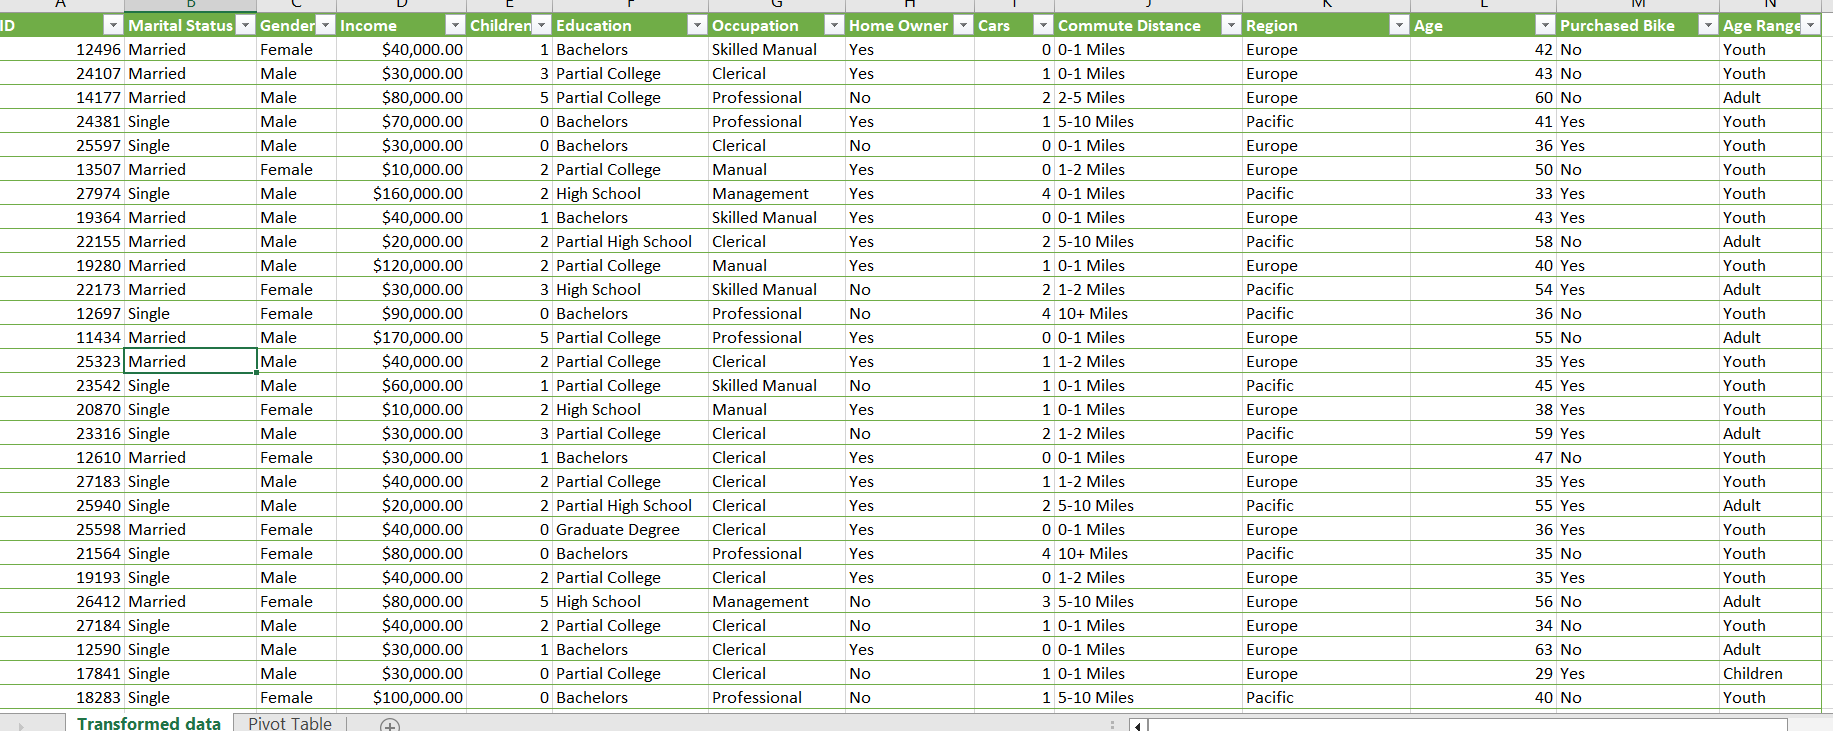 A B C D E F G H I J K L M N
ID Marital Status Gender Income Children Education Occupation Home Owner Cars Commute Distance Region Age Purchased Bike Age Range
12496 Married Female $40,000.00 1 Bachelors Skilled Manual Yes 0 0-1 Miles Europe 42 No Youth
24107 Married Male $30,000.00 3 Partial College Clerical Yes 1 0-1 Miles Europe 43 No Youth
14177 Married Male $80,000.00 5 Partial College Professional No 2 2-5 Miles Europe 60 No Adult
24381 Single Male $70,000.00 0 Bachelors Professional Yes 1 5-10 Miles Pacific 41 Yes Youth
25597 Single Male $30,000.00 0 Bachelors Clerical No 0 0-1 Miles Europe 36 Yes Youth
13507 Married Female $10,000.00 2 Partial College Manual Yes 0 1-2 Miles Europe 50 No Youth
27974 Single Male $160,000.00 2 High School Management Yes 4 0-1 Miles Pacific 33 Yes Youth
19364 Married Male $40,000.00 1 Bachelors Skilled Manual Yes 0 0-1 Miles Europe 43 Yes Youth
22155 Married Male $20,000.00 2 Partial High School Clerical Yes 2 5-10 Miles Pacific 58 No Adult
19280 Married Male $120,000.00 2 Partial College Manual Yes 1 0-1 Miles Europe 40 Yes Youth
22173 Married Female $30,000.00 3 High School Skilled Manual No 2 1-2 Miles Pacific 54 Yes Adult
12697 Single Female $90,000.00 0 Bachelors Professional No 4 10+ Miles Pacific 36 No Youth
11434 Married Male $170,000.00 5 Partial College Professional Yes 0 0-1 Miles Europe 55 No Adult
25323 Married Male $40,000.00 2 Partial College Clerical Yes 1 1-2 Miles Europe 35 Yes Youth
23542 Single Male $60,000.00 1 Partial College Skilled Manual No 1 0-1 Miles Pacific 45 Yes Youth
20870 Single Female $10,000.00 2 High School Manual Yes 1 0-1 Miles Europe 38 Yes Youth
23316 Single Male $30,000.00 3 Partial College Clerical No 2 1-2 Miles Pacific 59 Yes Adult
12610 Married Female $30,000.00 1 Bachelors Clerical Yes 0 0-1 Miles Europe 47 No Youth
27183 Single Male $40,000.00 2 Partial College Clerical Yes 1 1-2 Miles Europe 35 Yes Youth
25940 Single Male $20,000.00 2 Partial High School Clerical Yes 2 5-10 Miles Pacific 55 Yes Adult
25598 Married Female $40,000.00 0 Graduate Degree Clerical Yes 0 0-1 Miles Europe 36 Yes Youth
21564 Single Female $80,000.00 0 Bachelors Professional Yes 4 10+ Miles Pacific 35 No Youth
19193 Single Male $40,000.00 2 Partial College Clerical Yes 0 1-2 Miles Europe 35 Yes Youth
26412 Married Female $80,000.00 5 High School Management No 3 5-10 Miles Europe 56 No Adult
27184 Single Male $40,000.00 2 Partial College Clerical No 1 0-1 Miles Europe 34 No Youth
12590 Single Male $30,000.00 1 Bachelors Clerical Yes 0 0-1 Miles Europe 63 No Adult
17841 Single Male $30,000.00 0 Partial College Clerical No 1 0-1 Miles Europe 29 Yes Children
18283 Single Female $100,000.00 0 Bachelors Professional No 1 5-10 Miles Pacific 40 No Youth
Transformed data Pivot Table